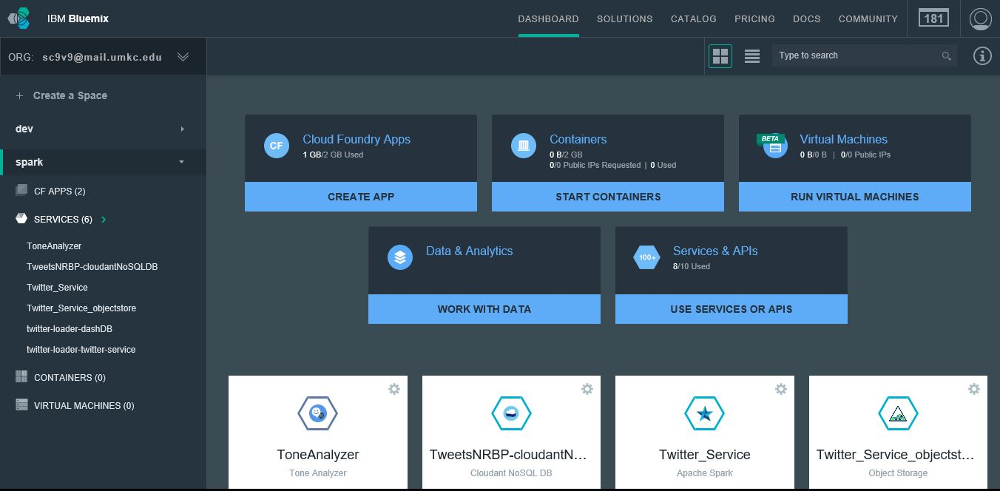 IBM Bluemix
DASHBOARD SOLUTIONS CATALOG PRICING DOCS COMMUNITY 181
ORG: sc9v9@mail.umkc.edu
Type to search
+ Create a Space
dev
spark
CF APPS (2)
SERVICES (6)
ToneAnalyzer
TweetsNRBP-cloudantNoSQLDB
Twitter_Service
Twitter_Service_objectstore
twitter-loader-dashDB
twitter-loader-twitter-service
CONTAINERS (0)
VIRTUAL MACHINES (0)
CF
Cloud Foundry Apps
1 GB/2 GB Used
CREATE APP
Containers
0 B/2 GB
0/0 Public IPs Requested | 0 Used
START CONTAINERS
BETA
Virtual Machines
0 B/0 B | 0/0 Public IPs
RUN VIRTUAL MACHINES
Data & Analytics
WORK WITH DATA
100+
Services & APIs
8/10 Used
USE SERVICES OR APIS
ToneAnalyzer
Tone Analyzer
TweetsNRBP-cloudantN...
Cloudant NoSQL DB
Twitter_Service
Apache Spark
Twitter_Service_objectst...
Object Storage